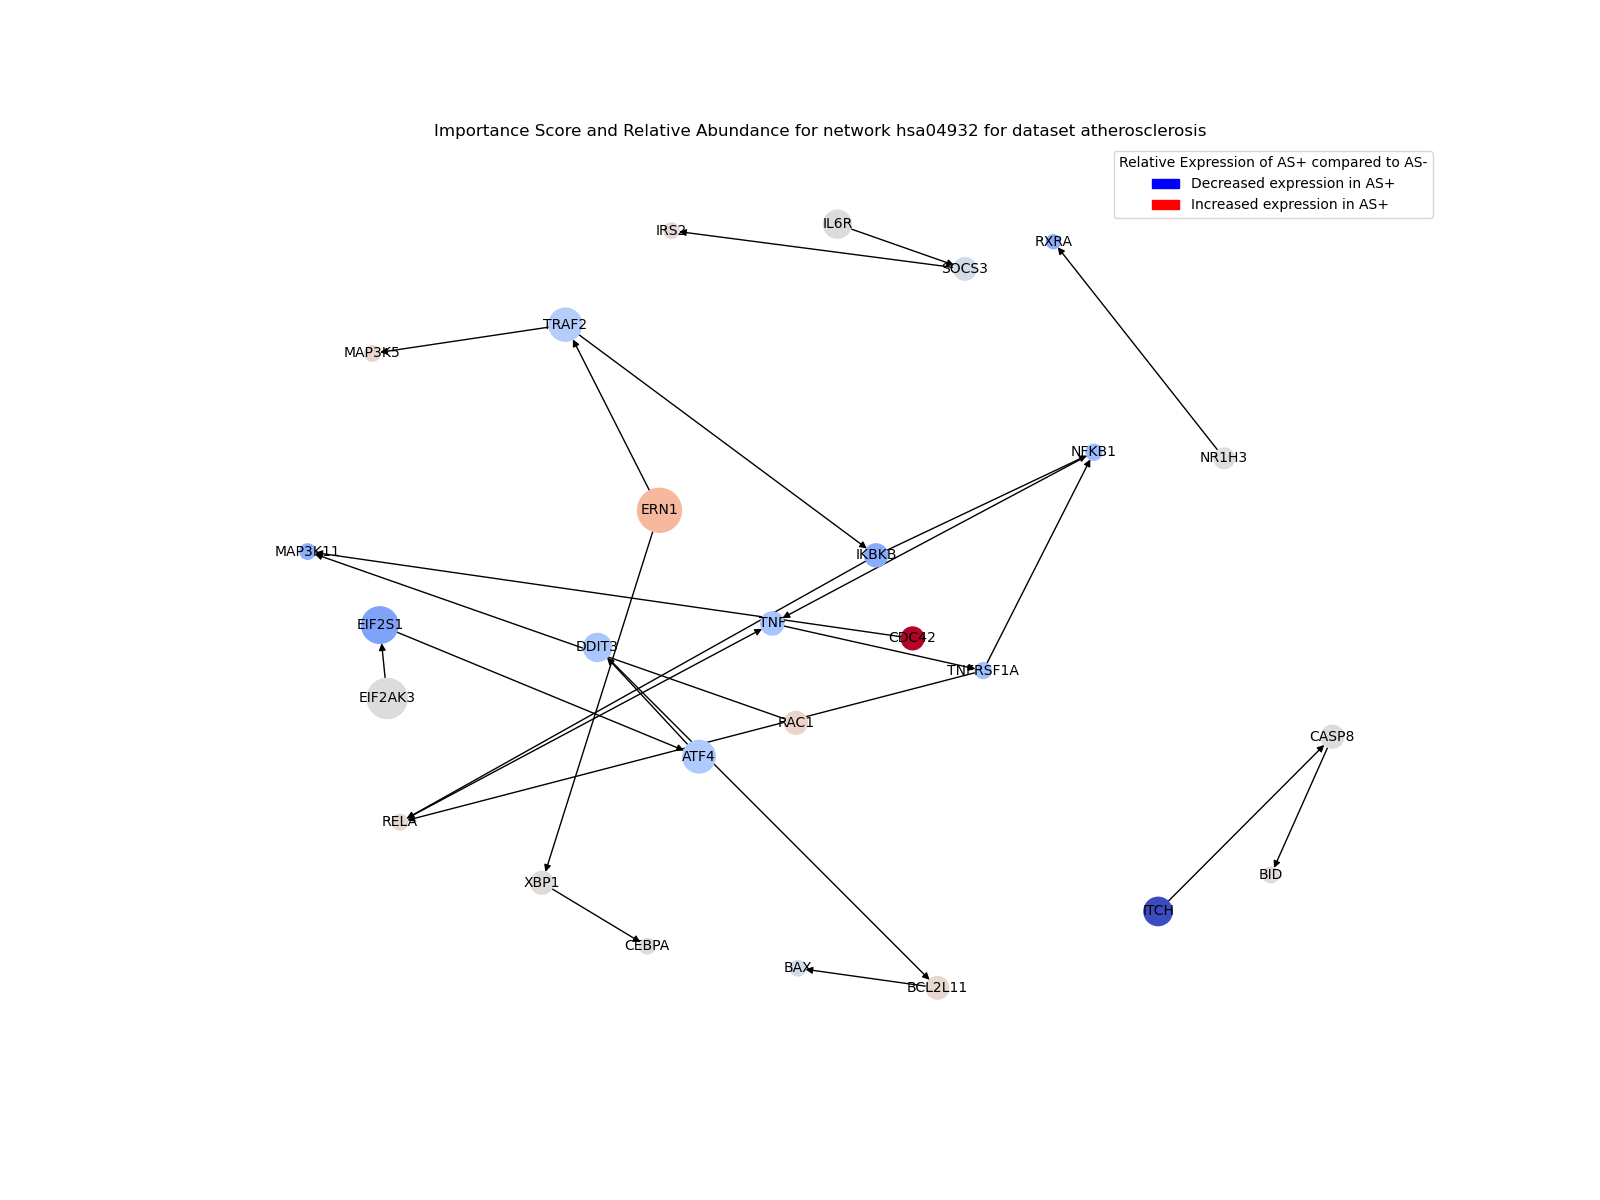 Importance Score and Relative Abundance for network hsa04932 for dataset atherosclerosis
Relative Expression of AS+ compared to AS-
Decreased expression in AS+
Increased expression in AS+
IRS2
IL6R
RXRA
SOCS3
TRAF2
MAP3K5
NFKB1
NR1H3
ERN1
MAP3K11
IKBKB
EIF2S1
TNF
CDC42
DDIT3
TNFRSF1A
EIF2AK3
RAC1
CASP8
ATF4
RELA
XBP1
BID
ITCH
CEBPA
BAX
BCL2L11